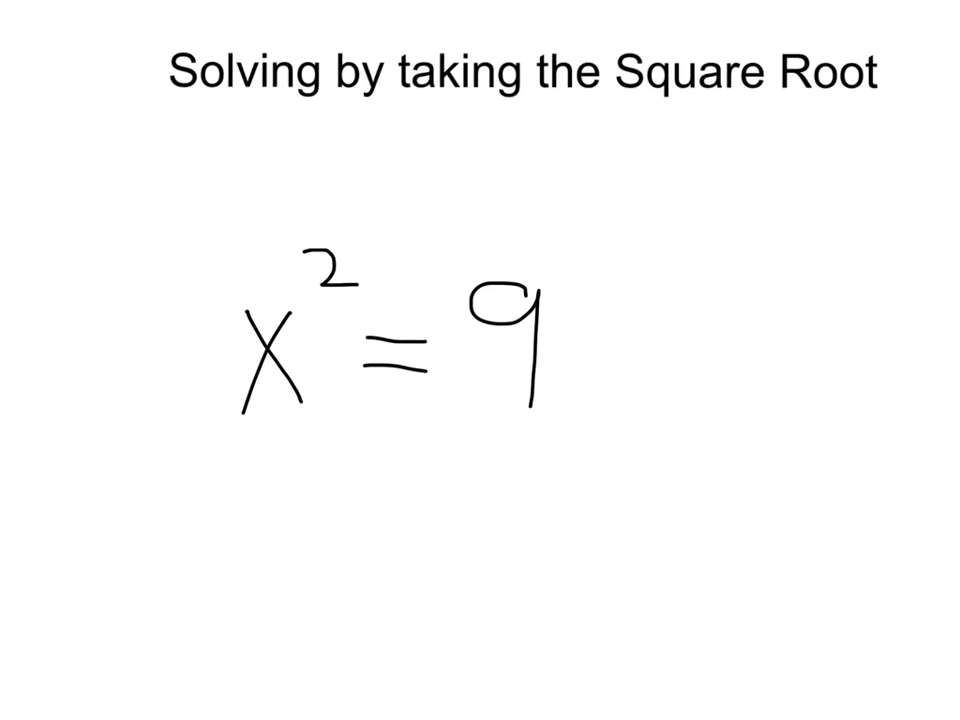 Solving by taking the Square Root
x² = 9